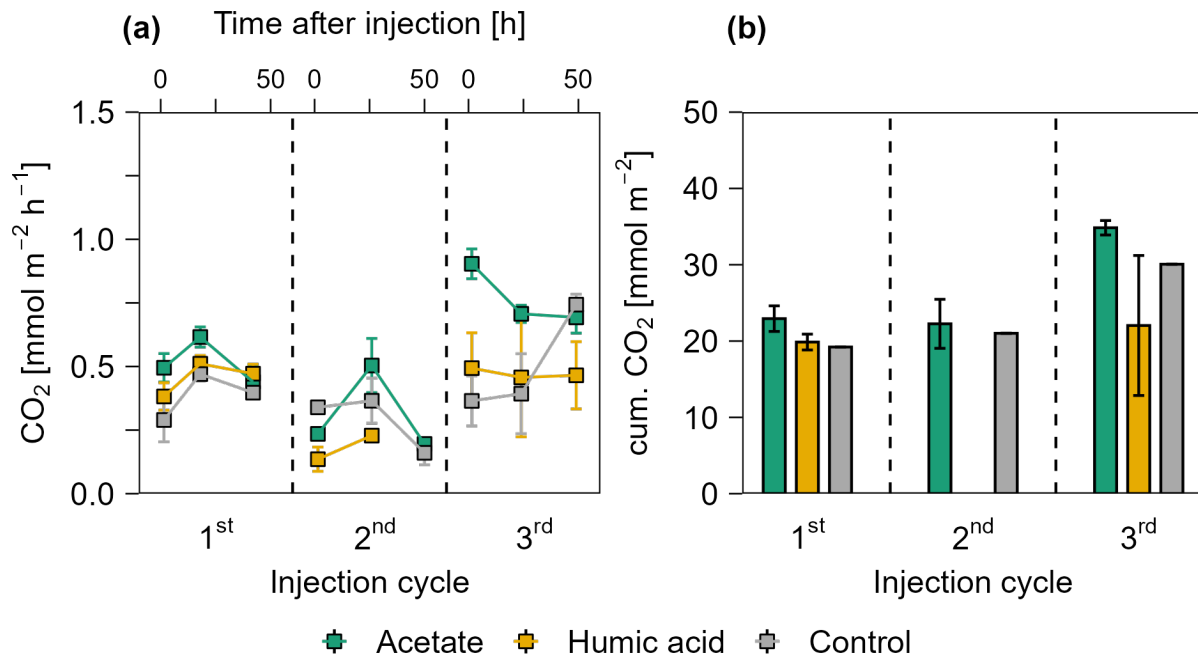 (a) Time after injection [h]
0 50 0 50 0 50
1.5
1.0
0.5
0.0
CO₂ [mmol m⁻² h⁻¹]
1ˢᵗ 2ⁿᵈ 3ʳᵈ
Injection cycle
(b)
50
40
30
20
10
0
cum. CO₂ [mmol m⁻²]
1ˢᵗ 2ⁿᵈ 3ʳᵈ
Injection cycle
Acetate Humic acid Control